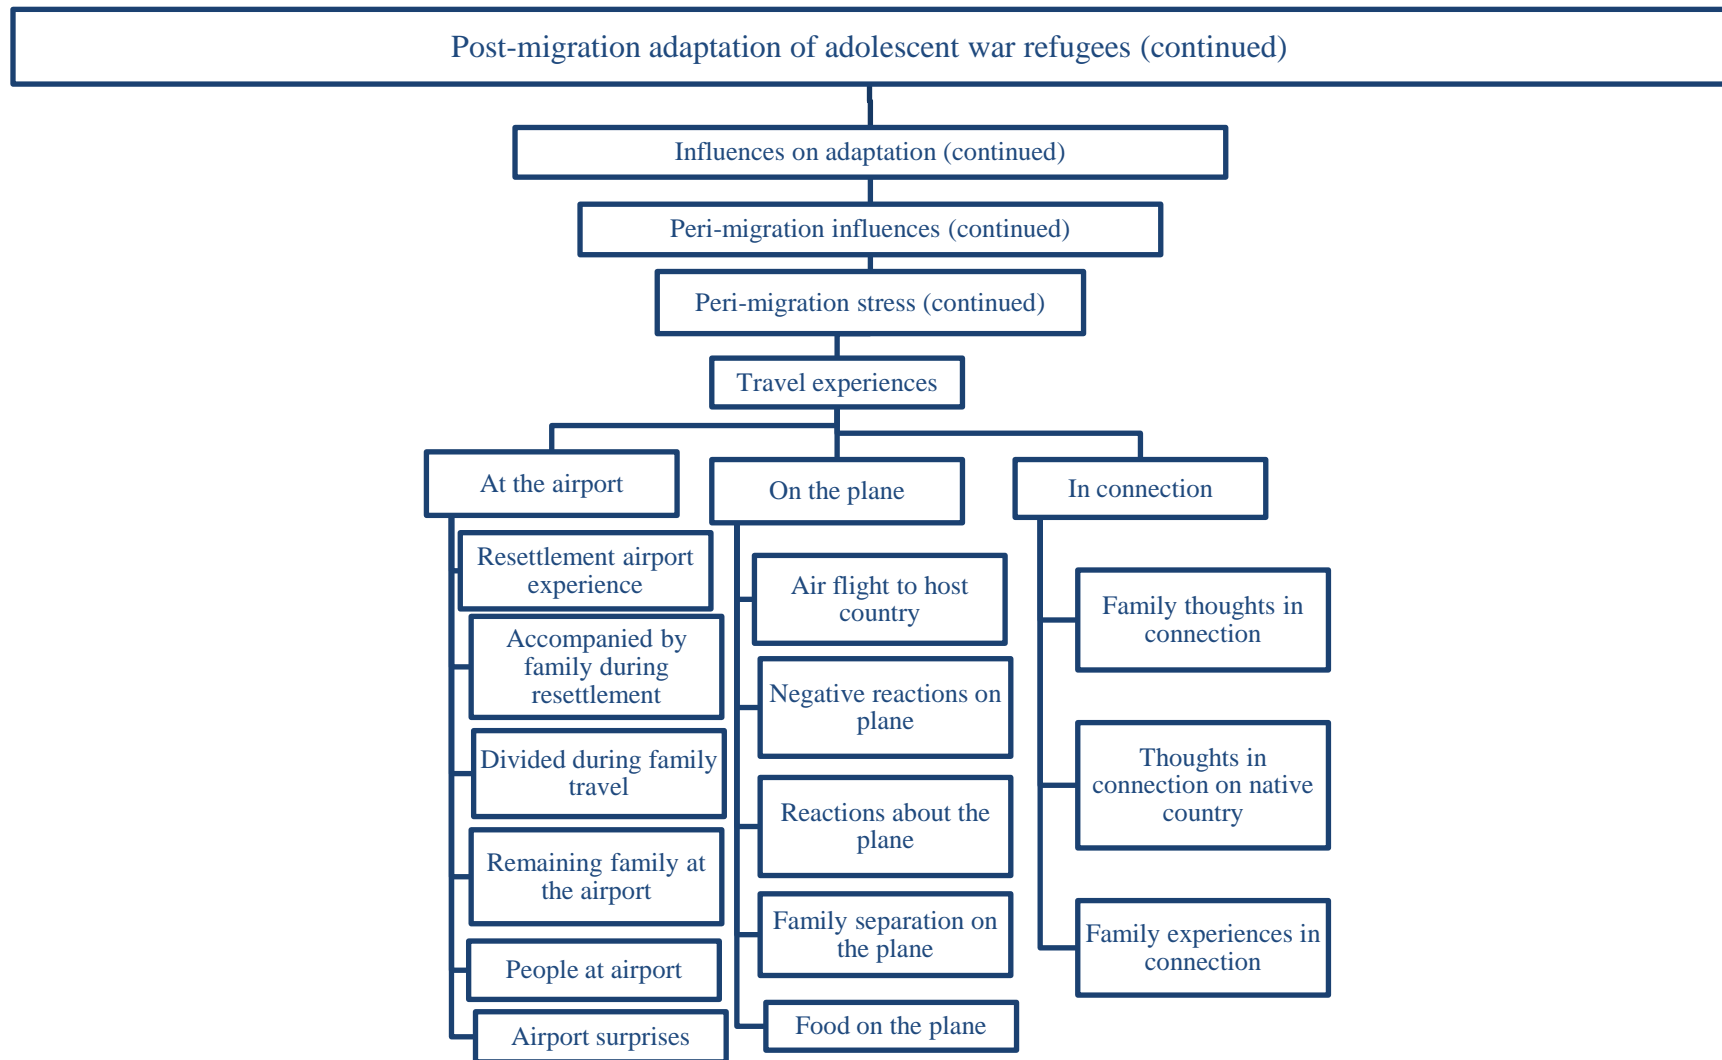 Post-migration adaptation of adolescent war refugees (continued)
Influences on adaptation (continued)
Peri-migration influences (continued)
Peri-migration stress (continued)
Travel experiences
At the airport
Resettlement airport
experience
Accompanied by
family during
resettlement
Divided during family
travel
Remaining family at
the airport
People at airport
Airport surprises
On the plane
Air flight to host
country
Negative reactions on
plane
Reactions about the
plane
Family separation on
the plane
Food on the plane
In connection
Family thoughts in
connection
Thoughts in
connection on native
country
Family experiences in
connection